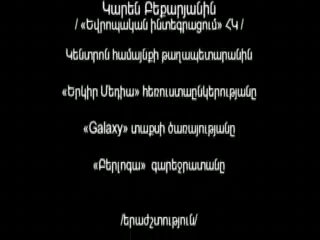 Կարեն Բեքարյանին
/ «Եվրոպական ինտեգրացում» ՀԿ /
Կենտրոն համայնքի թաղապետարանին
«Երկիր Մեդիա» հեռուստաընկերությանը
«Galaxy» տաքսի ծառայությանը
«Բերլոգա» գարեջրատանը
/երաժշտություն/